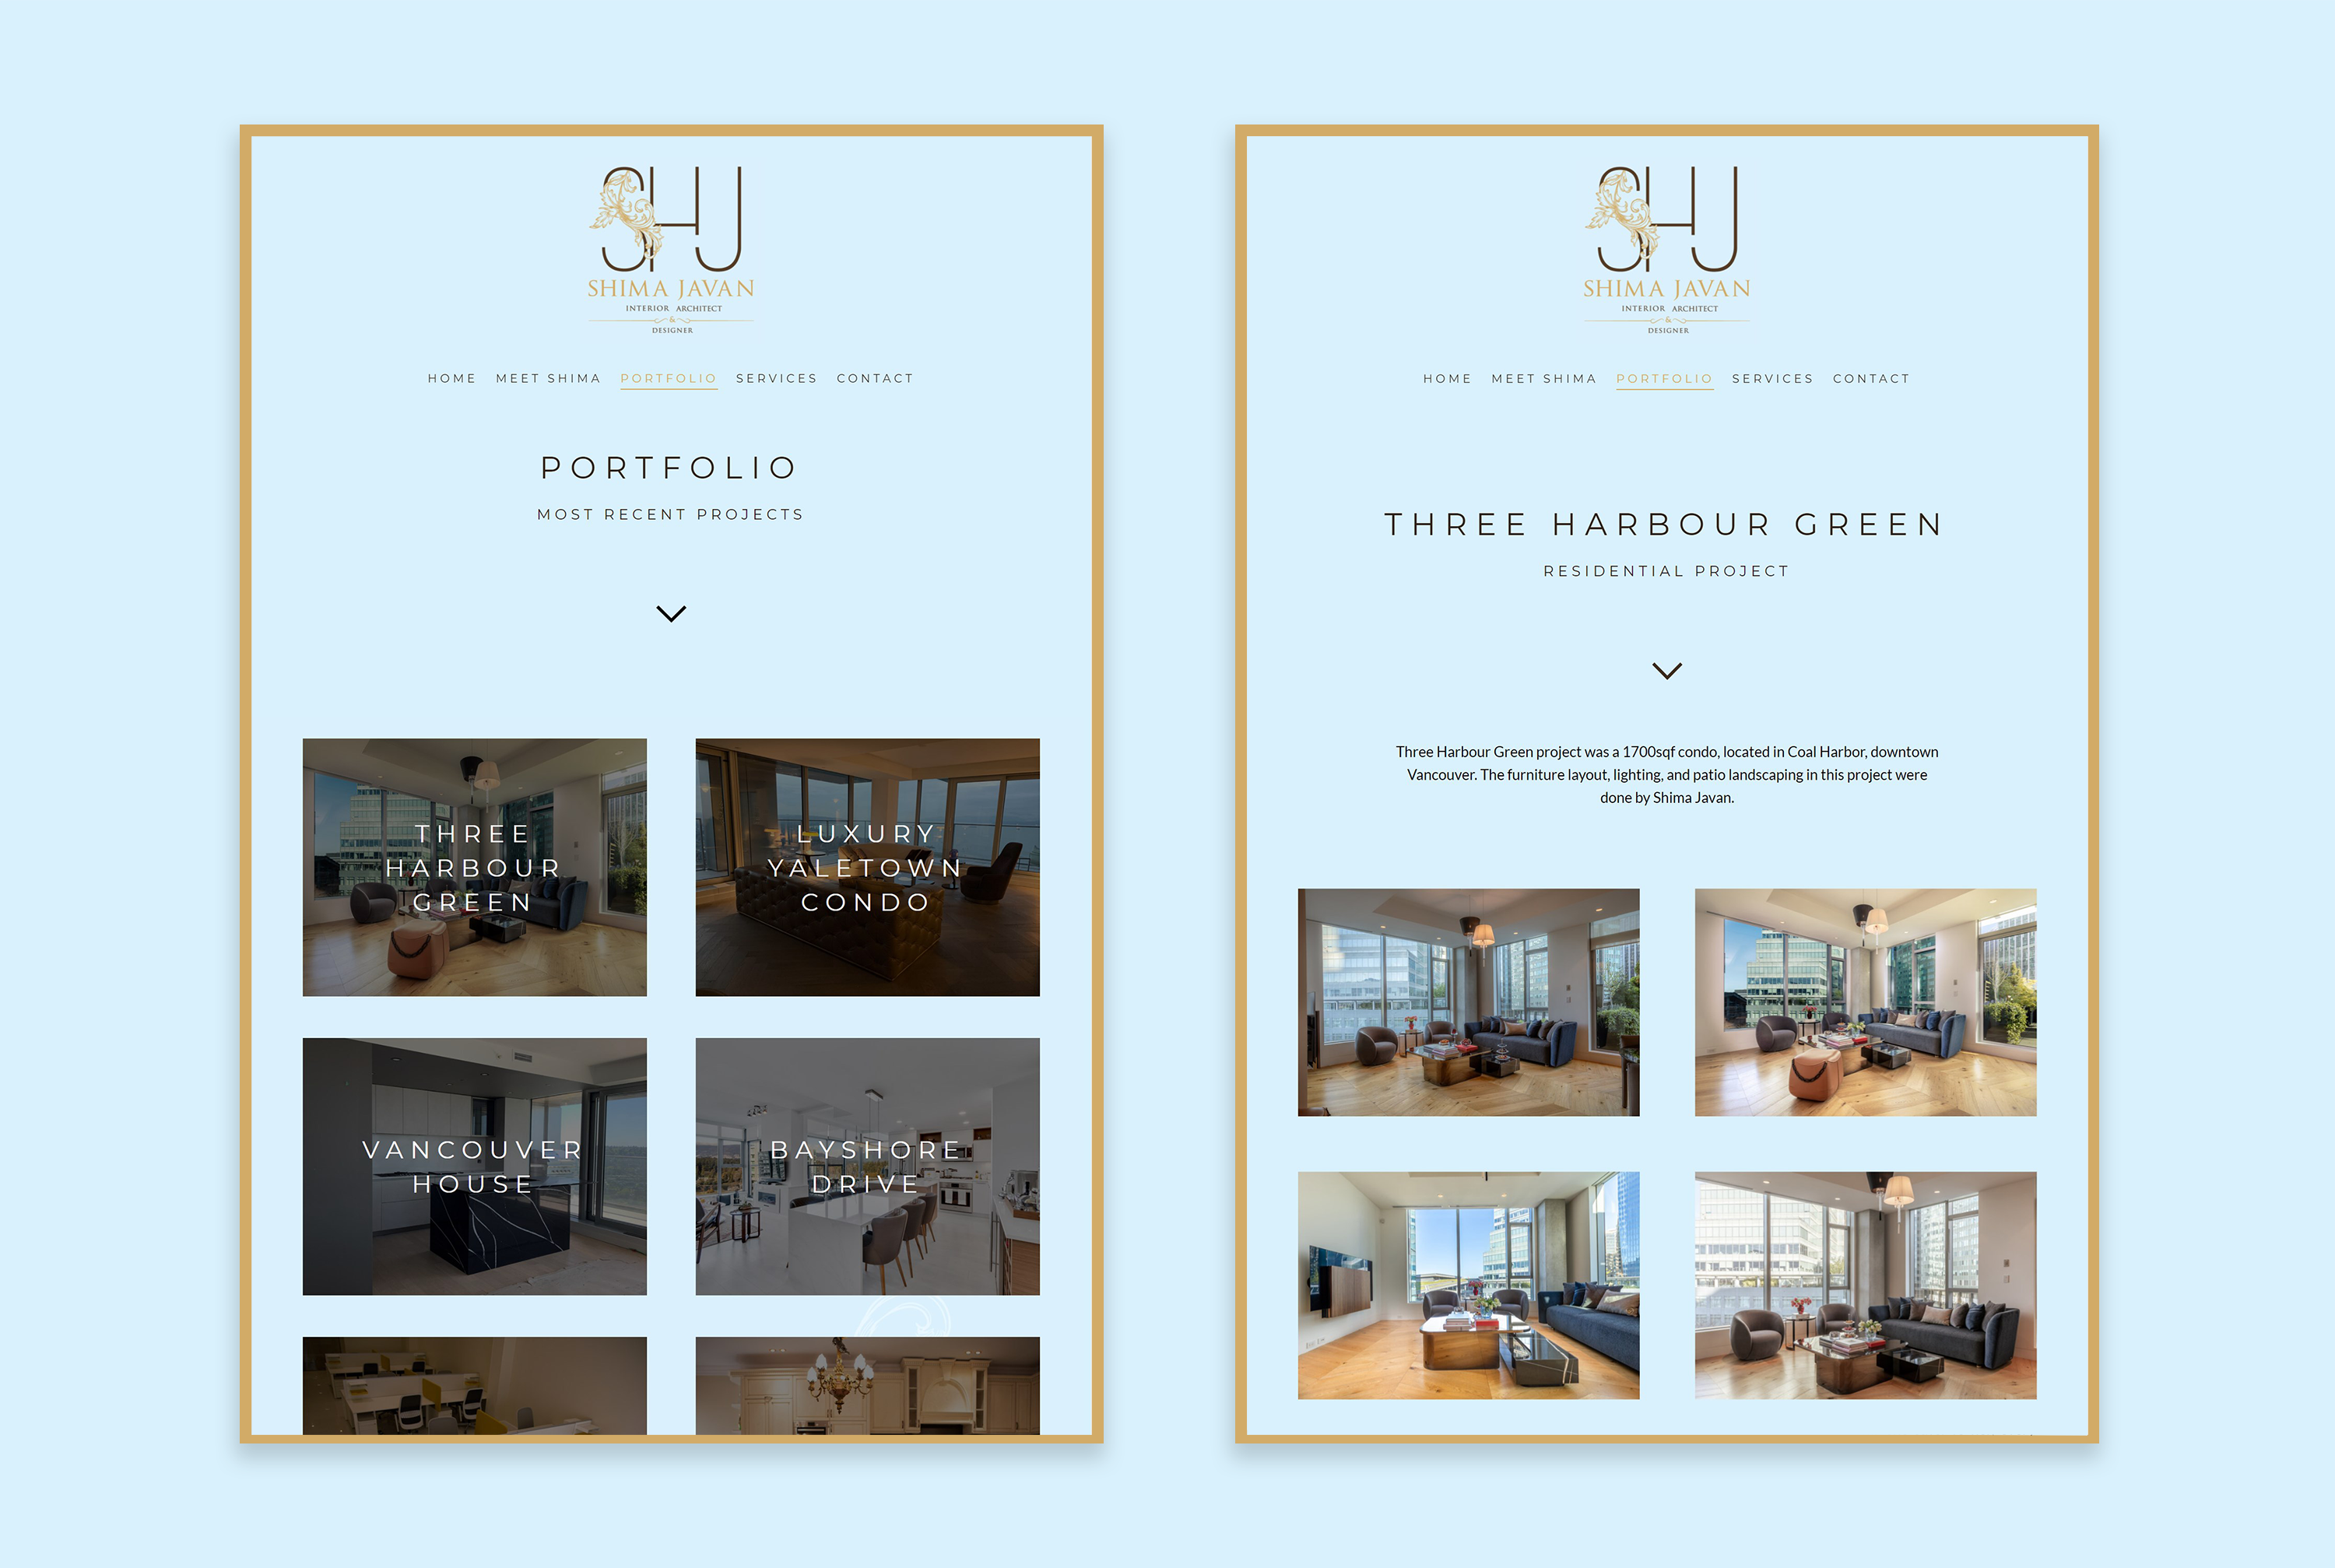 SHJ
SHIMA JAVAN
INTERIOR ARCHITECT
&
DESIGNER
HOME MEET SHIMA PORTFOLIO SERVICES CONTACT
PORTFOLIO
MOST RECENT PROJECTS
THREE
HARBOUR
GREEN
LUXURY
YALETOWN
CONDO
VANCOUVER
HOUSE
BAYSHORE
DRIVE
SHJ
SHIMA JAVAN
INTERIOR ARCHITECT
&
DESIGNER
HOME MEET SHIMA PORTFOLIO SERVICES CONTACT
THREE HARBOUR GREEN
RESIDENTIAL PROJECT
Three Harbour Green project was a 1700sqf condo, located in Coal Harbor, downtown
Vancouver. The furniture layout, lighting, and patio landscaping in this project were
done by Shima Javan.